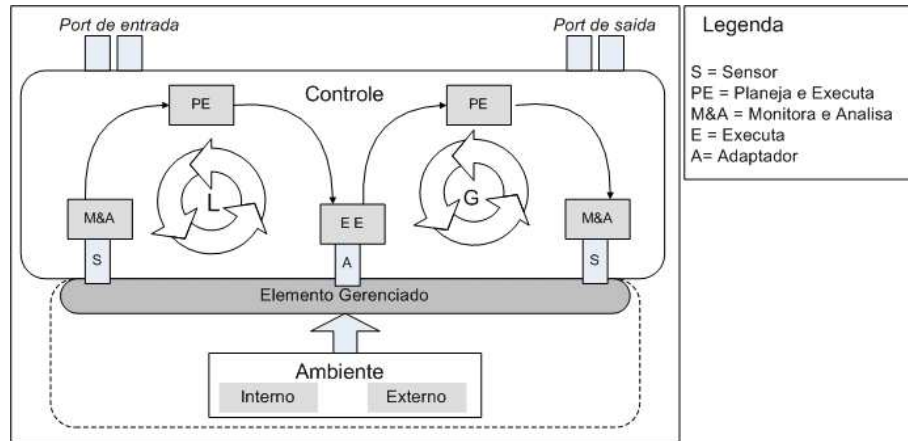 Port de entrada
Port de saida
Controle
PE
PE
L
G
M&A
E E
M&A
S
A
S
Elemento Gerenciado
Ambiente
Interno
Externo
Legenda
S = Sensor
PE = Planeja e Executa
M&A = Monitora e Analisa
E = Executa
A= Adaptador